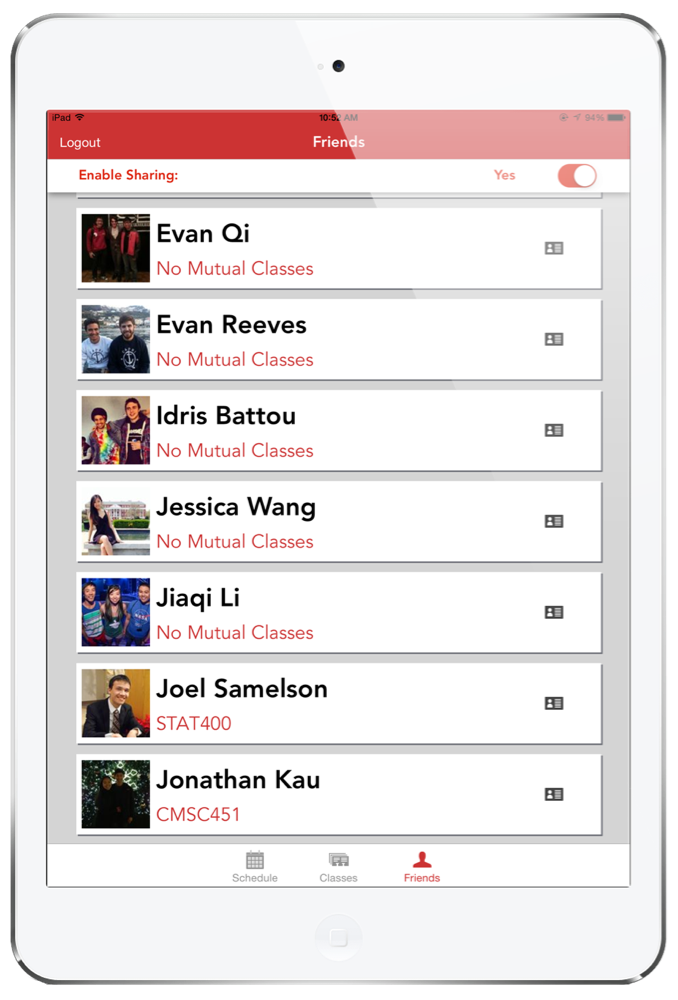 iPad 10:52 AM 94%
Logout Friends
Enable Sharing: Yes
Evan Qi
No Mutual Classes
Evan Reeves
No Mutual Classes
Idris Battou
No Mutual Classes
Jessica Wang
No Mutual Classes
Jiaqi Li
No Mutual Classes
Joel Samelson
STAT400
Jonathan Kau
CMSC451
Schedule Classes Friends